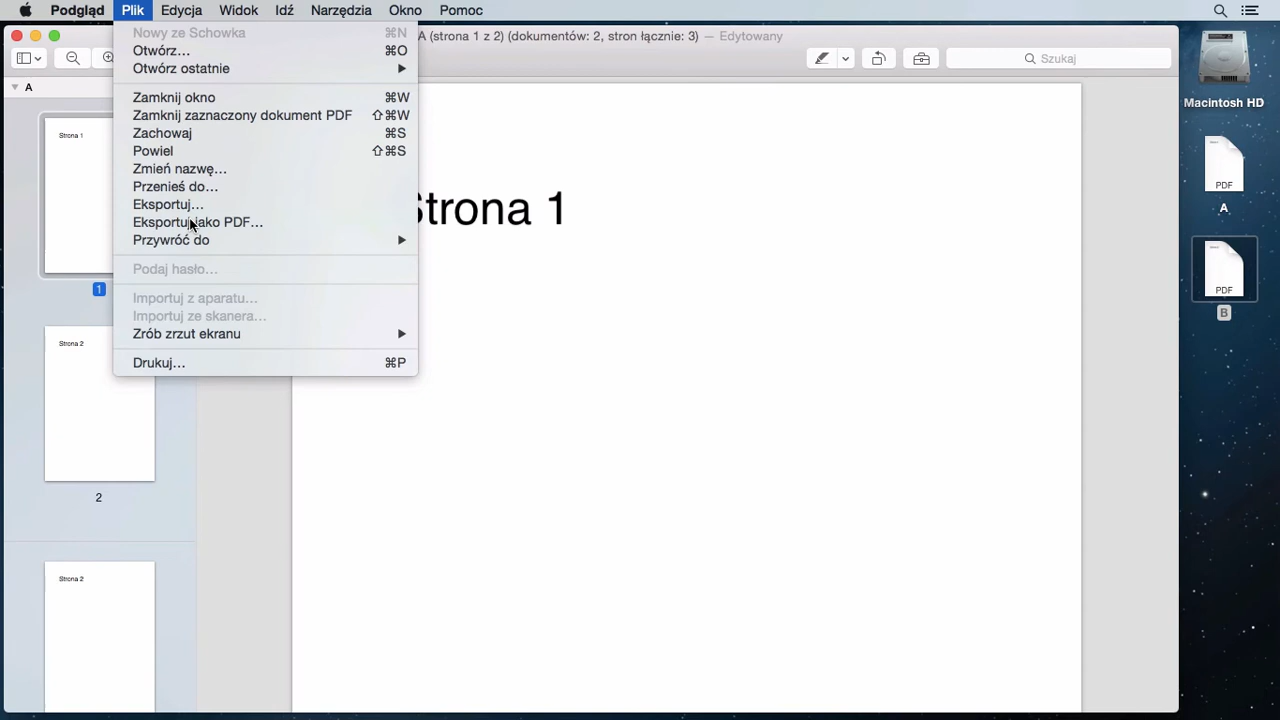 Podgląd Plik Edycja Widok Idź Narzędzia Okno Pomoc
A (strona 1 z 2) (dokumentów: 2, stron łącznie: 3) — Edytowany
Szukaj
A
Nowy ze Schowka ⌘N
Otwórz... ⌘O
Otwórz ostatnie
Zamknij okno ⌘W
Zamknij zaznaczony dokument PDF ⇧⌘W
Zachowaj ⌘S
Powiel ⇧⌘S
Zmień nazwę...
Przenieś do...
Eksportuj...
Eksportuj jako PDF...
Przywróć do
Podaj hasło...
Importuj z aparatu...
Importuj ze skanera...
Zrób zrzut ekranu
Drukuj... ⌘P
Strona 1
1
Strona 2
2
Strona 2
Strona 1
Macintosh HD
PDF
A
PDF
B